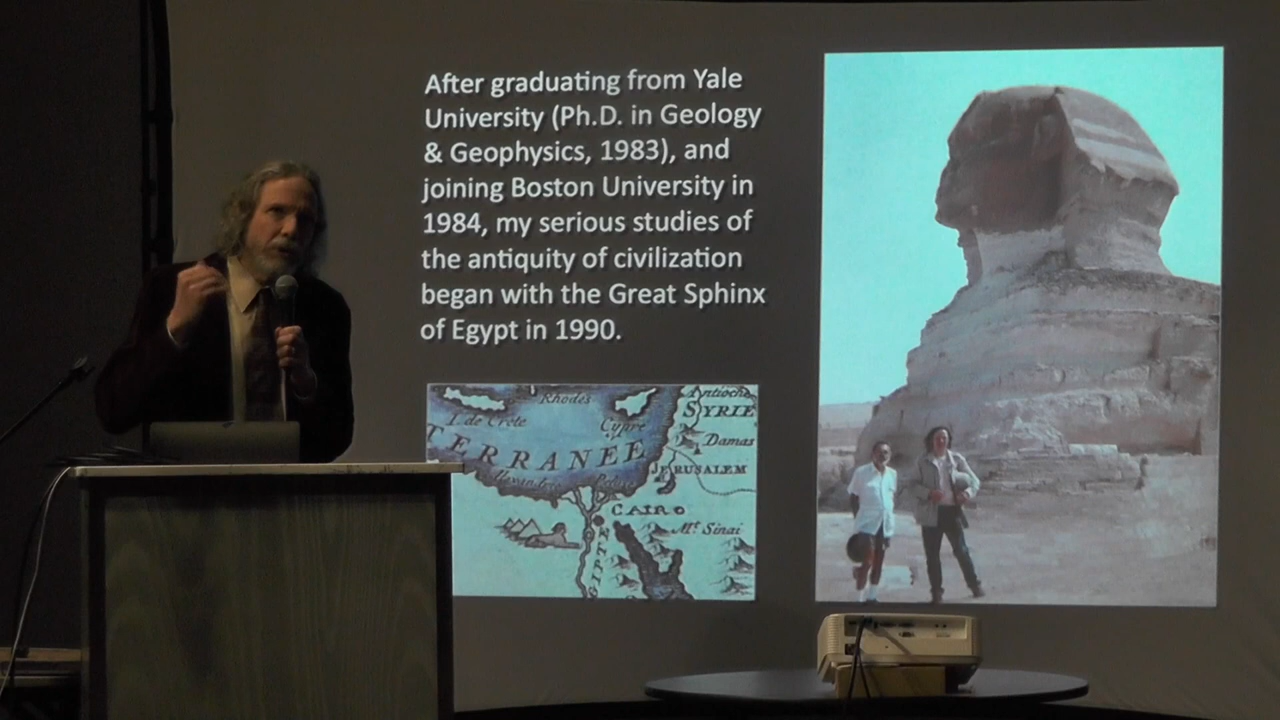 After graduating from Yale
University (Ph.D. in Geology
& Geophysics, 1983), and
joining Boston University in
1984, my serious studies of
the antiquity of civilization
began with the Great Sphinx
of Egypt in 1990.
Antioche
Rhodes
SYRIE
I. de Crete
Cypre
TERRANEE
Damas
JERUSALEM
CAIRO
Mt. Sinai